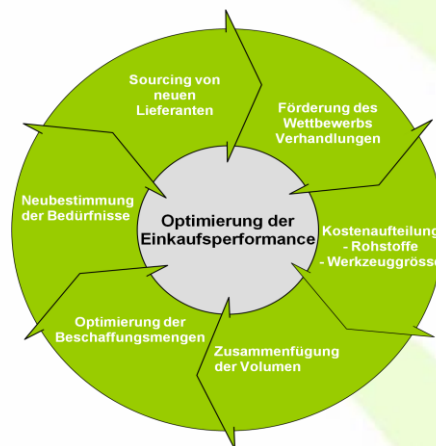 Sourcing von
neuen
Lieferanten
Förderung des
Wettbewerbs
Verhandlungen
Kostenaufteilung
- Rohstoffe
- Werkzeuggrösse
Zusammenfügung
der Volumen
Optimierung der
Beschaffungsmengen
Neubestimmung
der Bedürfnisse
Optimierung der
Einkaufsperformance